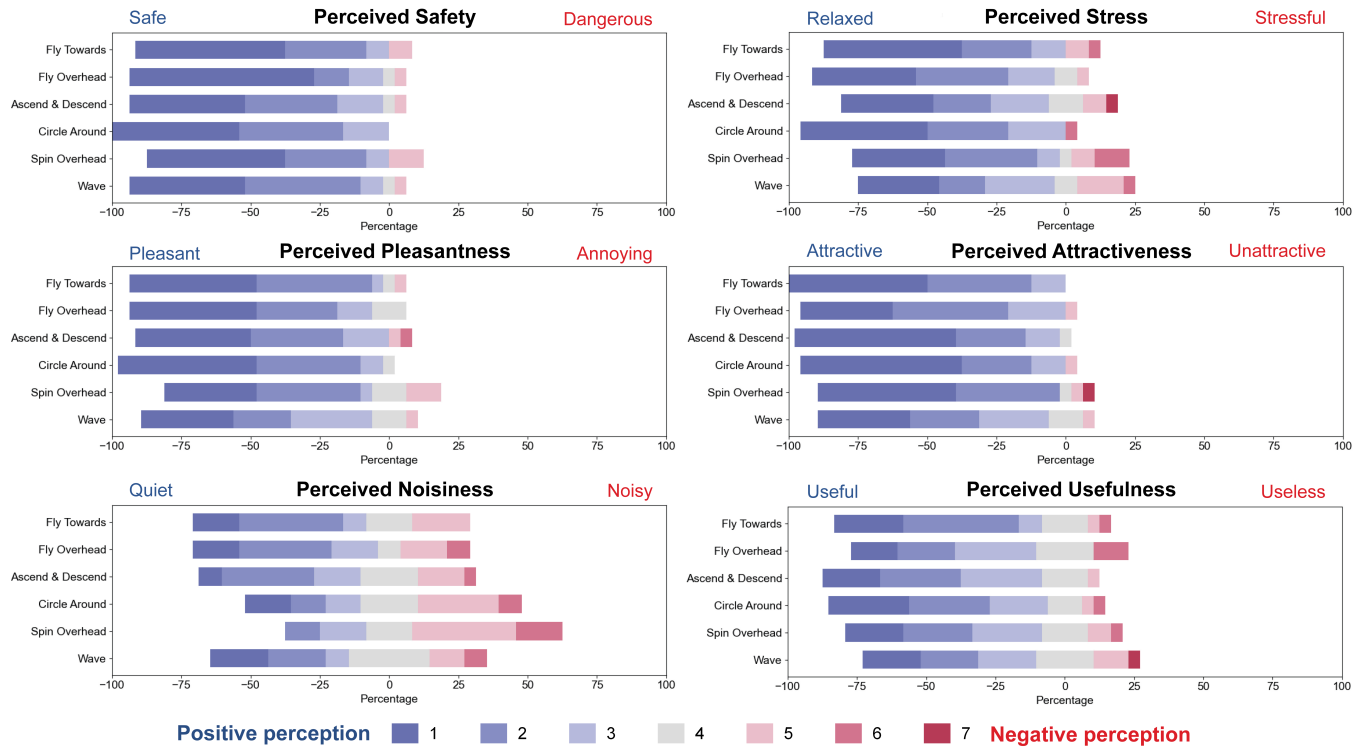 Safe Perceived Safety Dangerous
Fly Towards
Fly Overhead
Ascend & Descend
Circle Around
Spin Overhead
Wave
−100 −75 −50 −25 0 25 50 75 100
Percentage
Relaxed Perceived Stress Stressful
Fly Towards
Fly Overhead
Ascend & Descend
Circle Around
Spin Overhead
Wave
−100 −75 −50 −25 0 25 50 75 100
Percentage
Pleasant Perceived Pleasantness Annoying
Fly Towards
Fly Overhead
Ascend & Descend
Circle Around
Spin Overhead
Wave
−100 −75 −50 −25 0 25 50 75 100
Percentage
Attractive Perceived Attractiveness Unattractive
Fly Towards
Fly Overhead
Ascend & Descend
Circle Around
Spin Overhead
Wave
−100 −75 −50 −25 0 25 50 75 100
Percentage
Quiet Perceived Noisiness Noisy
Fly Towards
Fly Overhead
Ascend & Descend
Circle Around
Spin Overhead
Wave
−100 −75 −50 −25 0 25 50 75 100
Percentage
Useful Perceived Usefulness Useless
Fly Towards
Fly Overhead
Ascend & Descend
Circle Around
Spin Overhead
Wave
−100 −75 −50 −25 0 25 50 75 100
Percentage
Positive perception 1 2 3 4 5 6 7 Negative perception